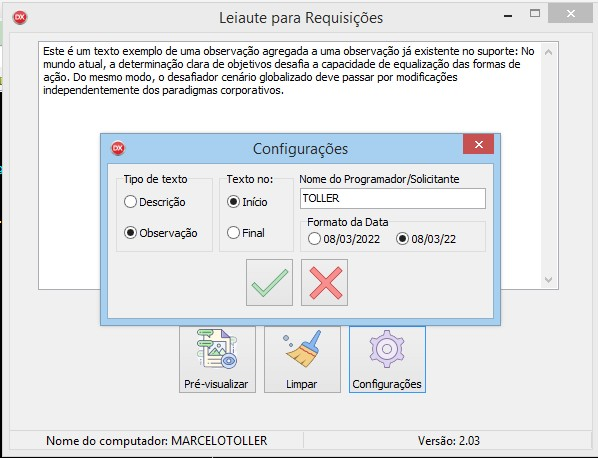 DX
Leiaute para Requisições
Este é um texto exemplo de uma observação agregada a uma observação já existente no suporte: No
mundo atual, a determinação clara de objetivos desafia a capacidade de equalização das formas de
ação. Do mesmo modo, o desafiador cenário globalizado deve passar por modificações
independentemente dos paradigmas corporativos.
DX
Configurações
Tipo de texto
Descrição
Observação
Texto no:
Início
Final
Nome do Programador/Solicitante
TOLLER
Formato da Data
08/03/2022
08/03/22
Pré-visualizar
Limpar
Configurações
Nome do computador: MARCELOTOLLER
Versão: 2.03